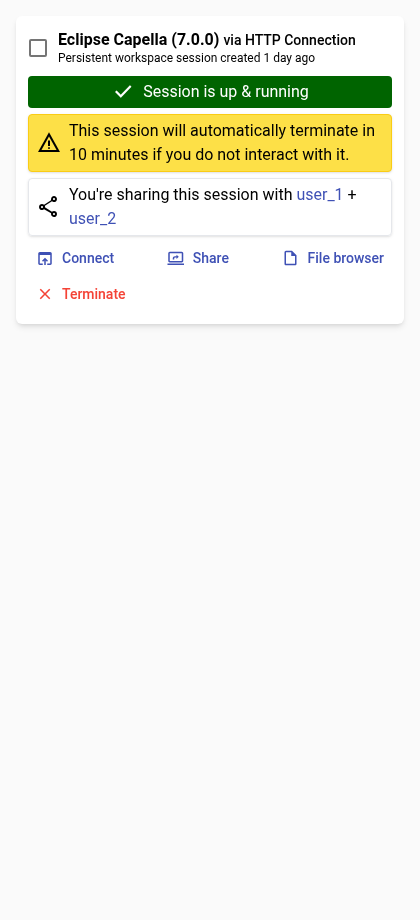 Eclipse Capella (7.0.0) via HTTP Connection
Persistent workspace session created 1 day ago
Session is up & running
This session will automatically terminate in
10 minutes if you do not interact with it.
You're sharing this session with user_1 +
user_2
Connect Share File browser
Terminate